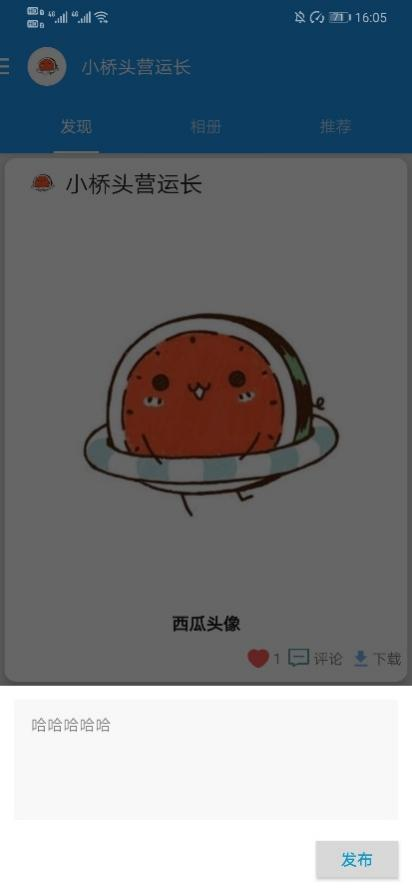 16:05
小桥头营运长
发现 相册 推荐
小桥头营运长
西瓜头像
1 评论 下载
哈哈哈哈哈
发布